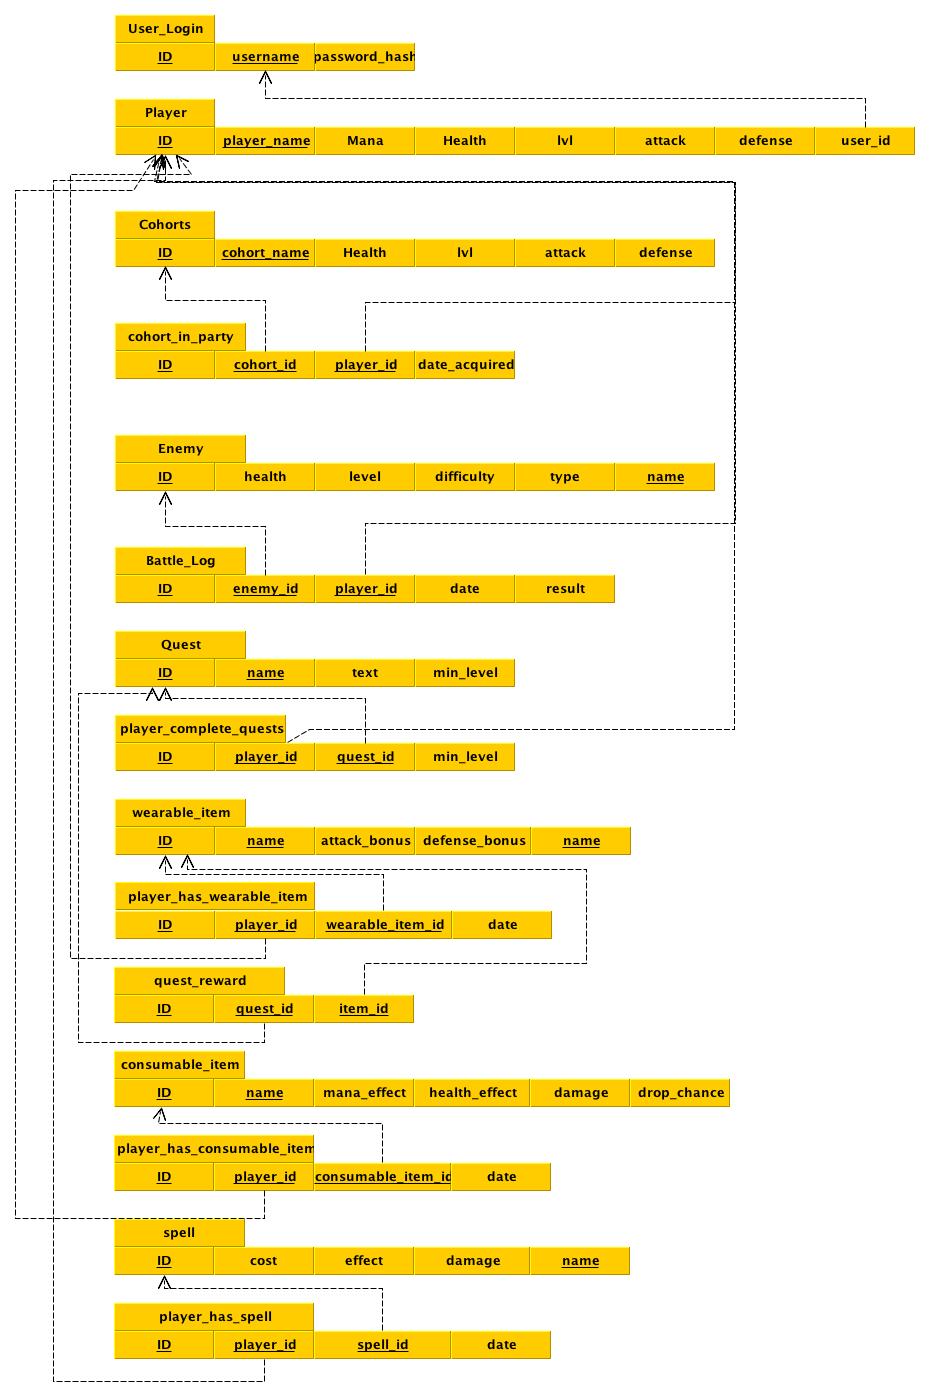 User_Login
ID username password_hash
Player
ID player_name Mana Health lvl attack defense user_id
Cohorts
ID cohort_name Health lvl attack defense
cohort_in_party
ID cohort_id player_id date_acquired
Enemy
ID health level difficulty type name
Battle_Log
ID enemy_id player_id date result
Quest
ID name text min_level
player_complete_quests
ID player_id quest_id min_level
wearable_item
ID name attack_bonus defense_bonus name
player_has_wearable_item
ID player_id wearable_item_id date
quest_reward
ID quest_id item_id
consumable_item
ID name mana_effect health_effect damage drop_chance
player_has_consumable_item
ID player_id consumable_item_id date
spell
ID cost effect damage name
player_has_spell
ID player_id spell_id date